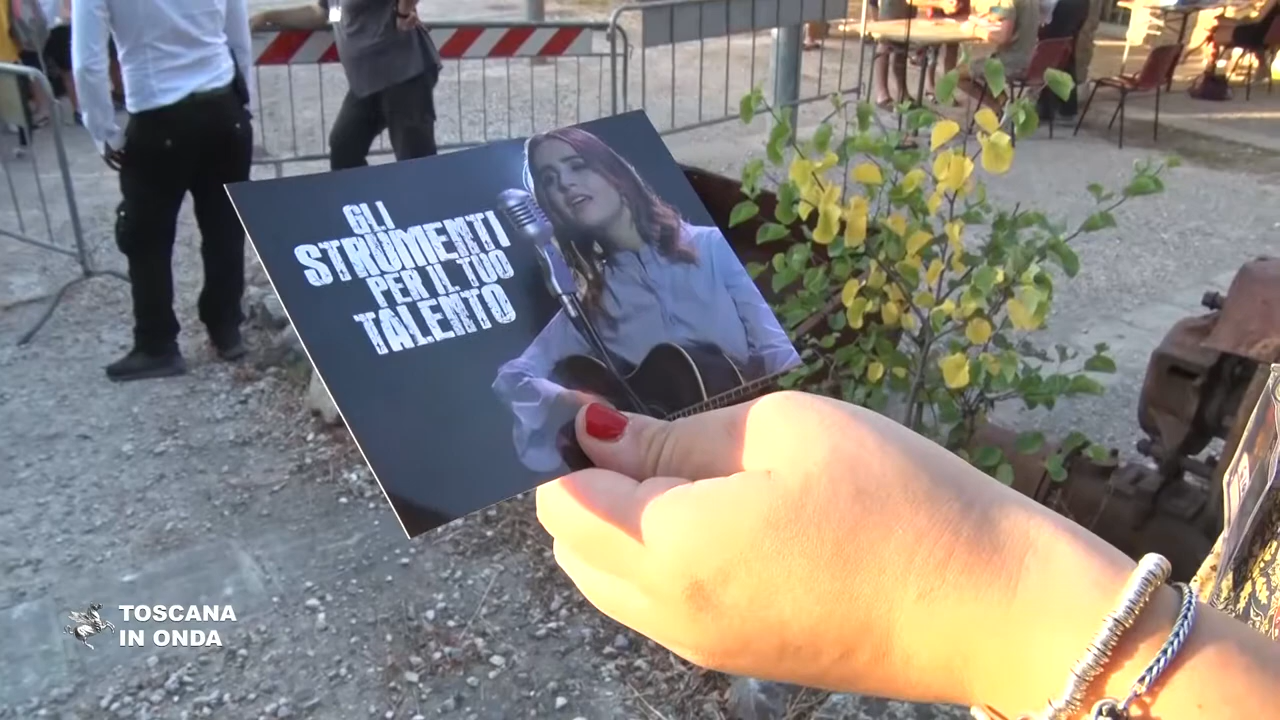 GLI
STRUMENTI
PER IL TUO
TALENTO
TOSCANA
IN ONDA